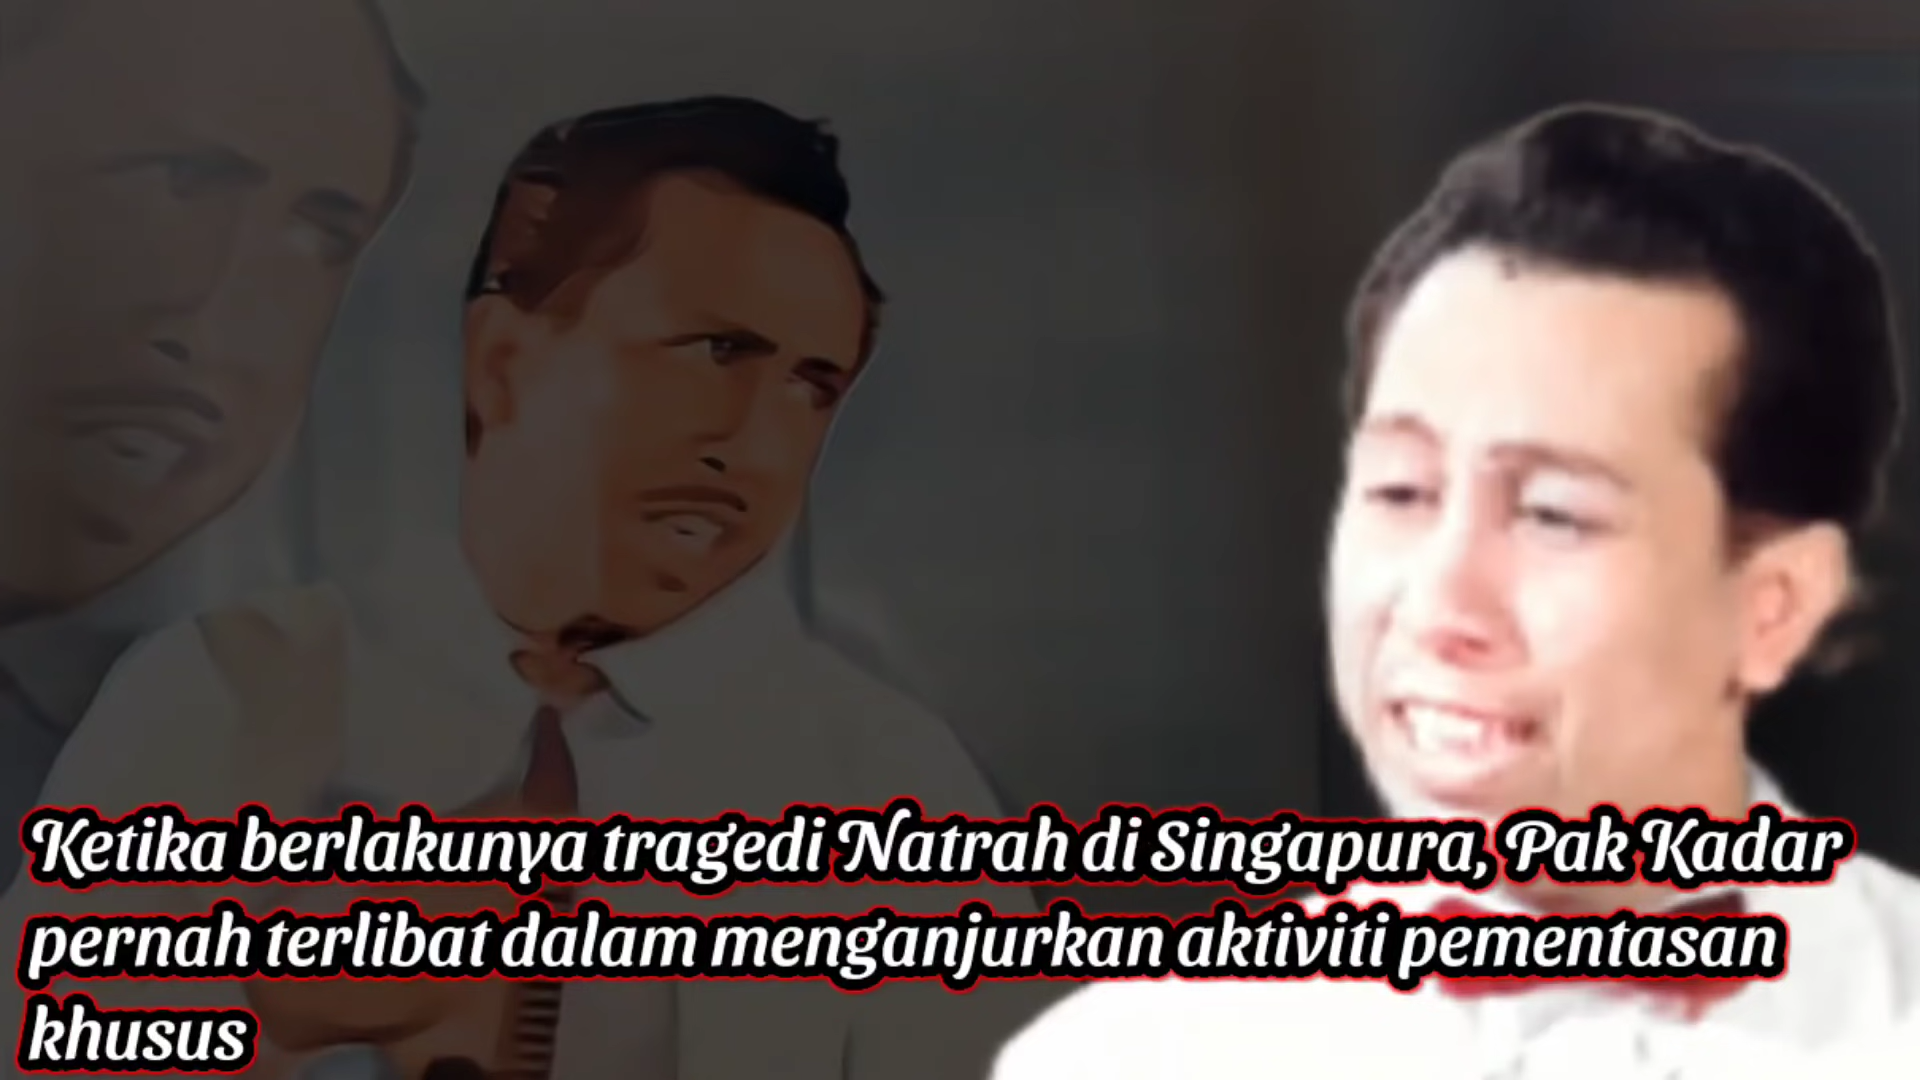 Ketika berlakunya tragedi Natrah di Singapura, Pak Kadar
pernah terlibat dalam menganjurkan aktiviti pementasan
khusus